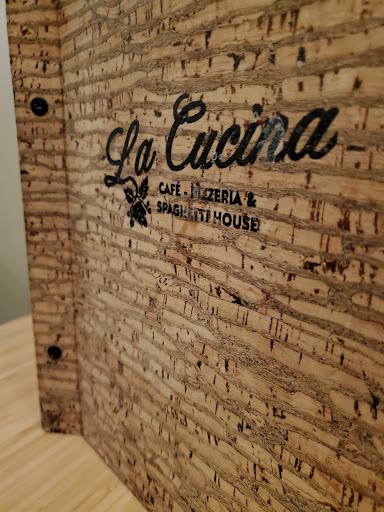 La Cucina
CAFÉ - PIZZERIA &
SPAGHETTI HOUSE